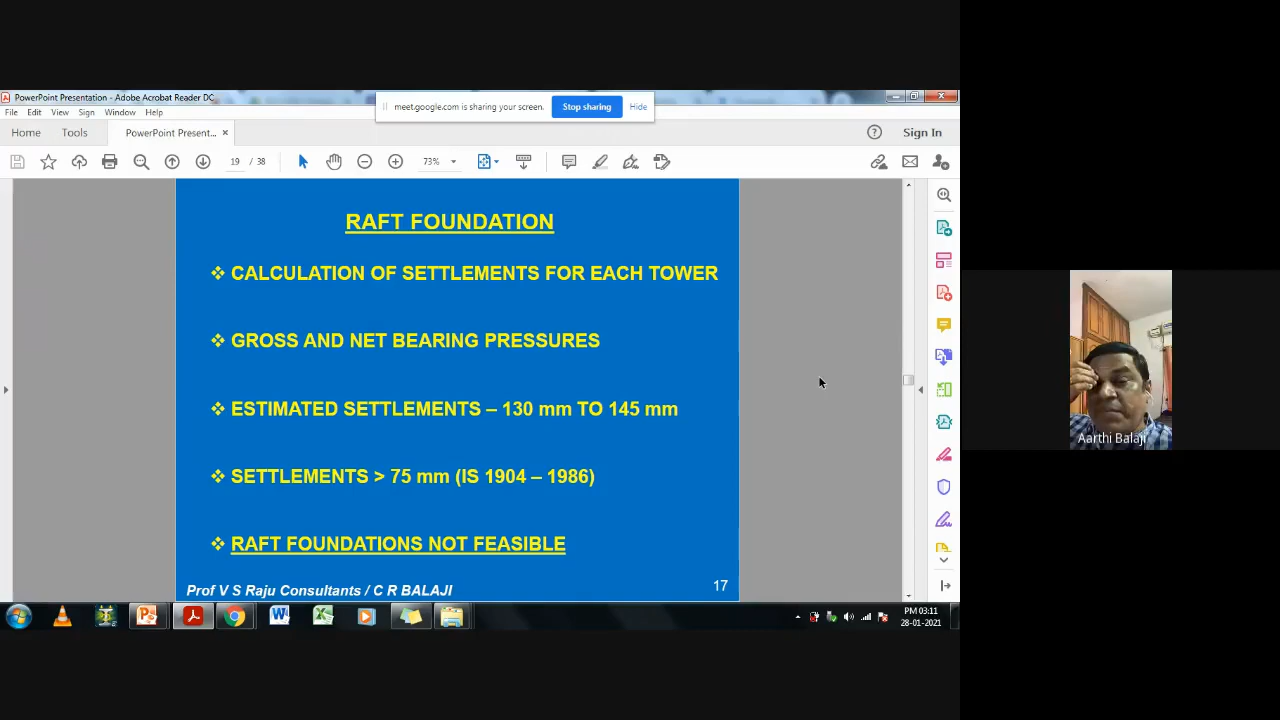 PowerPoint Presentation - Adobe Acrobat Reader DC
File Edit View Sign Window Help
meet.google.com is sharing your screen. Stop sharing Hide
Home Tools PowerPoint Present... × Sign In
19 / 38 73%
RAFT FOUNDATION
❖ CALCULATION OF SETTLEMENTS FOR EACH TOWER
❖ GROSS AND NET BEARING PRESSURES
❖ ESTIMATED SETTLEMENTS – 130 mm TO 145 mm
❖ SETTLEMENTS > 75 mm (IS 1904 – 1986)
❖ RAFT FOUNDATIONS NOT FEASIBLE
Prof V S Raju Consultants / C R BALAJI 17
Aarthi Balaji
PM 03:11
28-01-2021